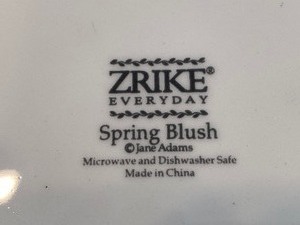 ZRIKE®
EVERYDAY
Spring Blush
©Jane Adams
Microwave and Dishwasher Safe
Made in China